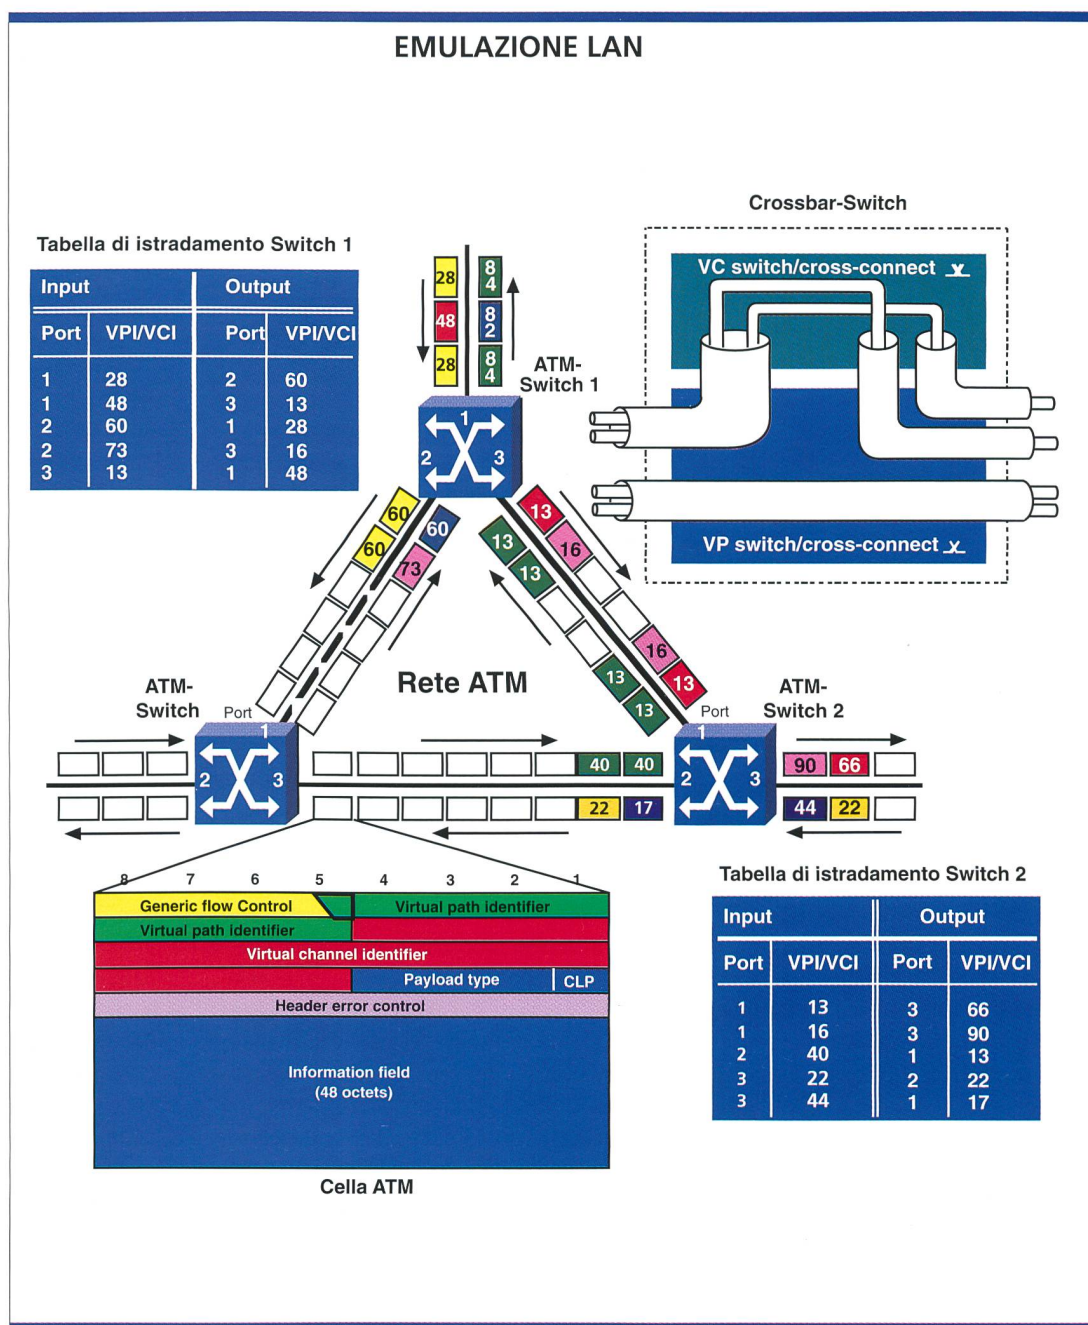 EMULAZIONE LAN
Crossbar-Switch
VC switch/cross-connect
VP switch/cross-connect
Tabella di istradamento Switch 1
Input Output
Port VPI/VCI Port VPI/VCI
1 28 2 60
1 48 3 13
2 60 1 28
2 73 3 16
3 13 1 48
28
48
28
84
82
84
ATM-
Switch 1
1
2
3
60
60
60
73
13
16
13
13
16
13
13
13
Rete ATM
ATM-
Switch
Port
1
2
3
ATM-
Switch 2
Port
1
2
3
40 40
22 17
90 66
44 22
8 7 6 5 4 3 2 1
Generic flow Control
Virtual path identifier
Virtual path identifier
Virtual channel identifier
Payload type
CLP
Header error control
Information field
(48 octets)
Cella ATM
Tabella di istradamento Switch 2
Input Output
Port VPI/VCI Port VPI/VCI
1 13 3 66
1 16 3 90
2 40 1 13
3 22 2 22
3 44 1 17